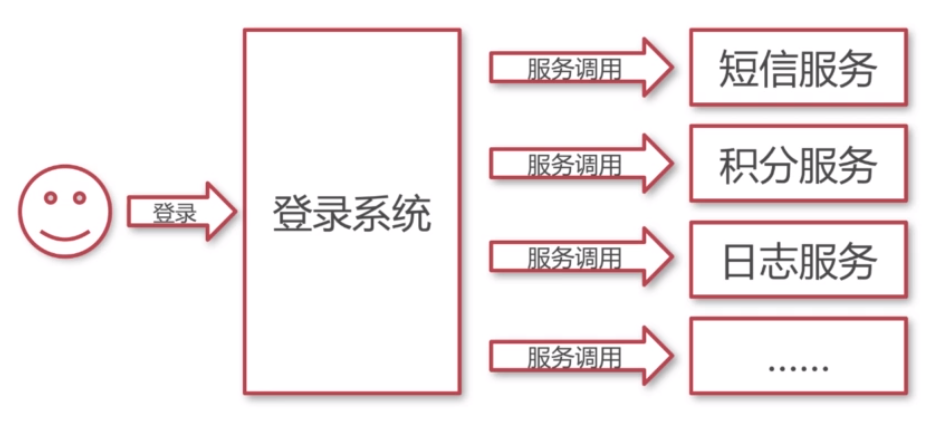 服务调用
短信服务
服务调用
积分服务
登录
登录系统
服务调用
日志服务
服务调用
......